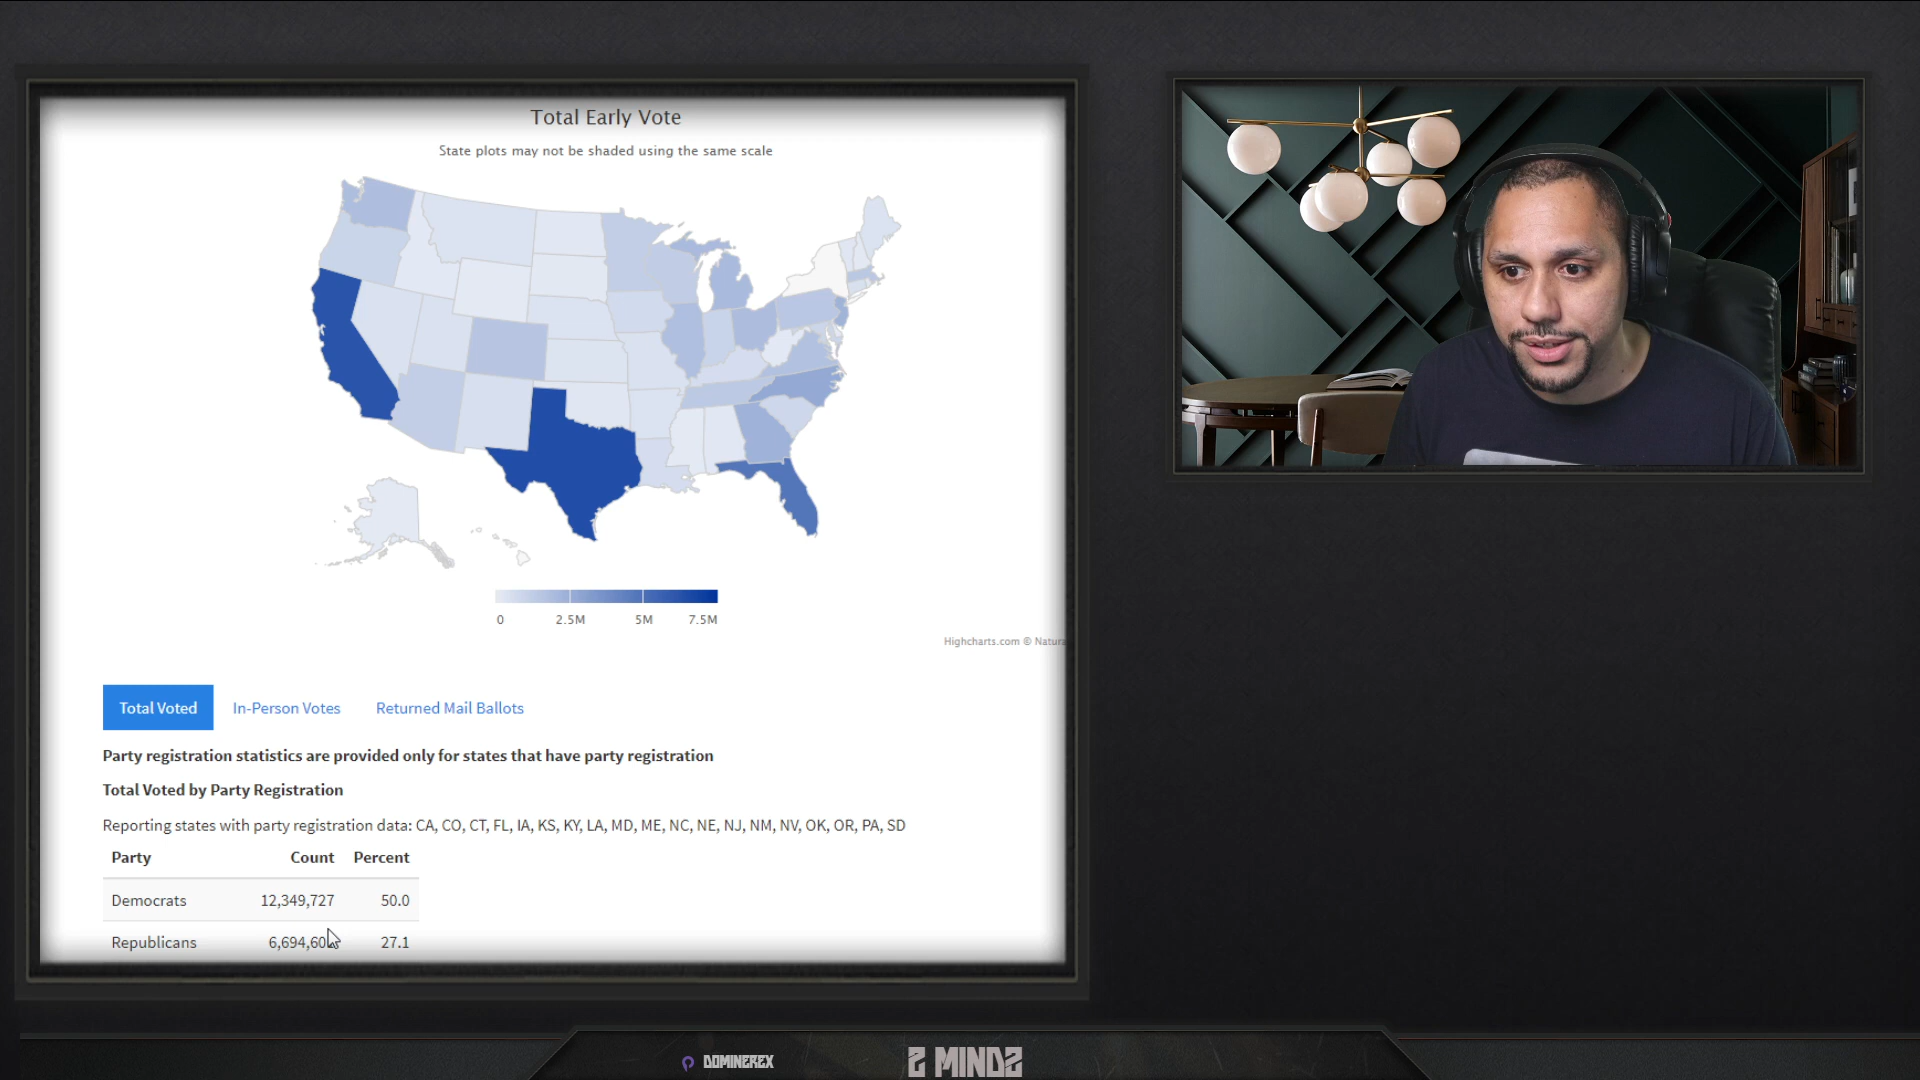 Total Early Vote
State plots may not be shaded using the same scale
0 2.5M 5M 7.5M
Highcharts.com © Natura
Total Voted In-Person Votes Returned Mail Ballots
Party registration statistics are provided only for states that have party registration
Total Voted by Party Registration
Reporting states with party registration data: CA, CO, CT, FL, IA, KS, KY, LA, MD, ME, NC, NE, NJ, NM, NV, OK, OR, PA, SD
Party Count Percent
Democrats 12,349,727 50.0
Republicans 27.1
DOMINEREX
2 MINDZ